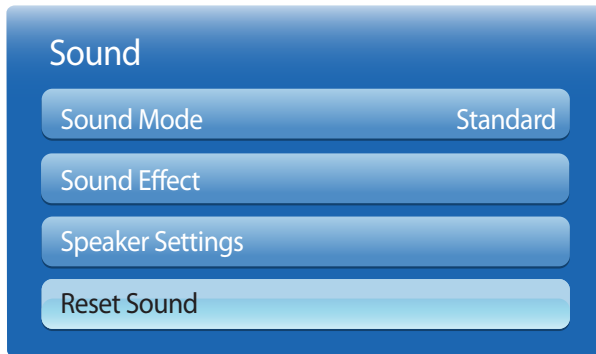 Sound
Sound Mode Standard
Sound Effect
Speaker Settings
Reset Sound